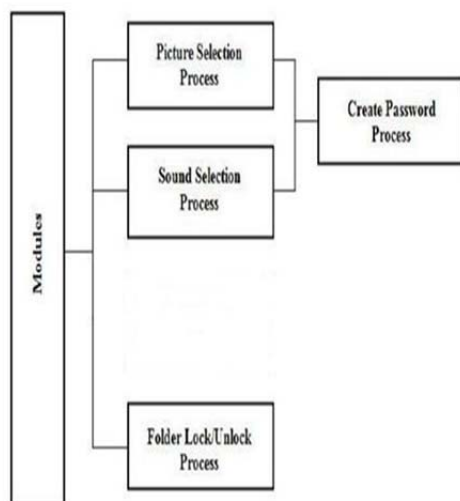 Picture Selection
Process
Create Password
Process
Sound Selection
Process
Modules
Folder Lock/Unlock
Process